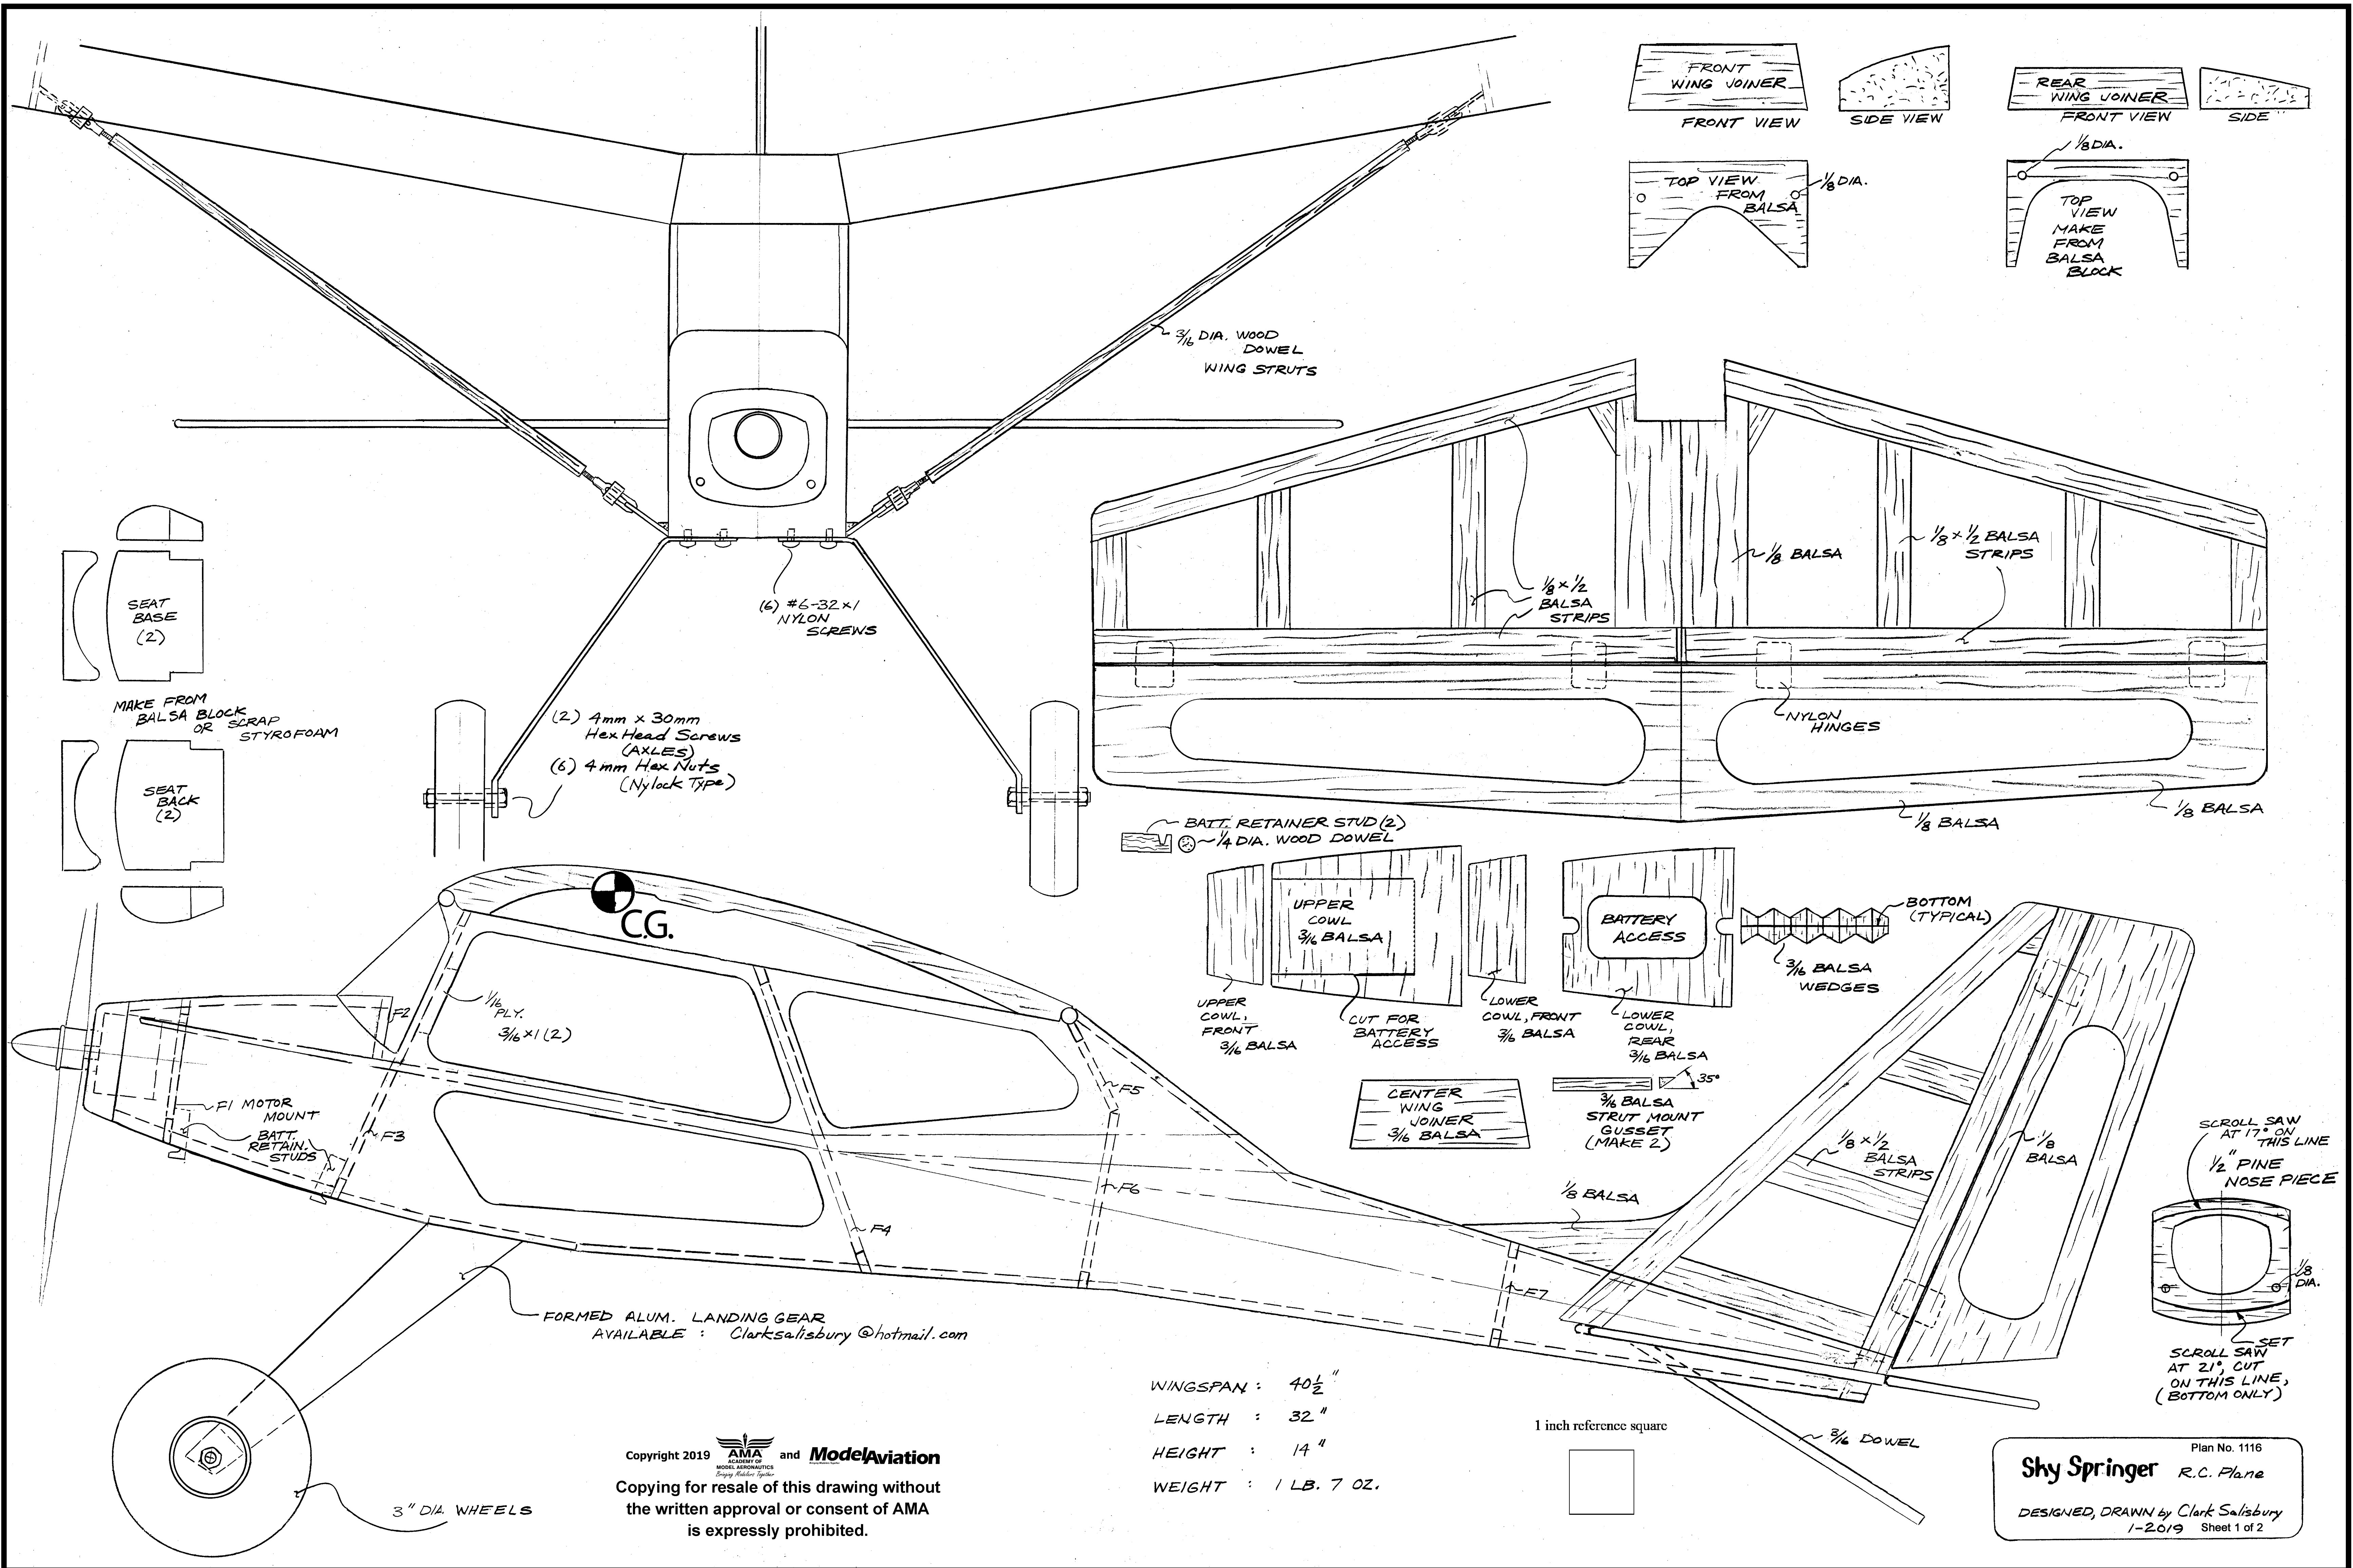 FRONT
WING JOINER
FRONT VIEW
SIDE VIEW
REAR
WING JOINER
FRONT VIEW
SIDE "
TOP VIEW
FROM
BALSA
1/8 DIA.
1/8 DIA.
TOP
VIEW
MAKE
FROM
BALSA
BLOCK
3/16 DIA. WOOD
DOWEL
WING STRUTS
SEAT
BASE
(2)
MAKE FROM
BALSA BLOCK
OR SCRAP
STYROFOAM
SEAT
BACK
(2)
(6) #6-32x1
NYLON
SCREWS
(2) 4mm x 30mm
Hex Head Screws
(AXLES)
(6) 4mm Hex Nuts
(Nylock Type)
1/8 x 1/2
BALSA
STRIPS
1/8 BALSA
1/8 x 1/2 BALSA
STRIPS
NYLON
HINGES
1/8 BALSA
1/8 BALSA
BATT. RETAINER STUD (2)
1/4 DIA. WOOD DOWEL
UPPER
COWL
3/16 BALSA
BATTERY
ACCESS
BOTTOM
(TYPICAL)
3/16 BALSA
WEDGES
UPPER
COWL,
FRONT
3/16 BALSA
CUT FOR
BATTERY
ACCESS
LOWER
COWL, FRONT
3/16 BALSA
LOWER
COWL,
REAR
3/16 BALSA
CENTER
WING
JOINER
3/16 BALSA
35°
3/16 BALSA
STRUT MOUNT
GUSSET
(MAKE 2)
C.G.
1/16
PLY.
3/16 x 1 (2)
F2
F1 MOTOR
MOUNT
BATT.
RETAIN.
STUDS
F3
F4
F5
F6
F7
1/8 BALSA
1/8 x 1/2
BALSA
STRIPS
1/8
BALSA
SCROLL SAW
AT 17° ON
THIS LINE
1/2" PINE
NOSE PIECE
1/8
DIA.
SET
SCROLL SAW
AT 21°, CUT
ON THIS LINE,
(BOTTOM ONLY)
FORMED ALUM. LANDING GEAR
AVAILABLE : Clarksalisbury@hotmail.com
3" DIA. WHEELS
3/16 DOWEL
WINGSPAN : 40 1/2"
LENGTH : 32"
HEIGHT : 14"
WEIGHT : 1 LB. 7 OZ.
1 inch reference square
Copyright 2019 AMA ACADEMY OF MODEL AERONAUTICS Bringing Modelers Together and ModelAviation
Copying for resale of this drawing without
the written approval or consent of AMA
is expressly prohibited.
Plan No. 1116
Sky Springer R.C. Plane
DESIGNED, DRAWN by Clark Salisbury
1-2019 Sheet 1 of 2